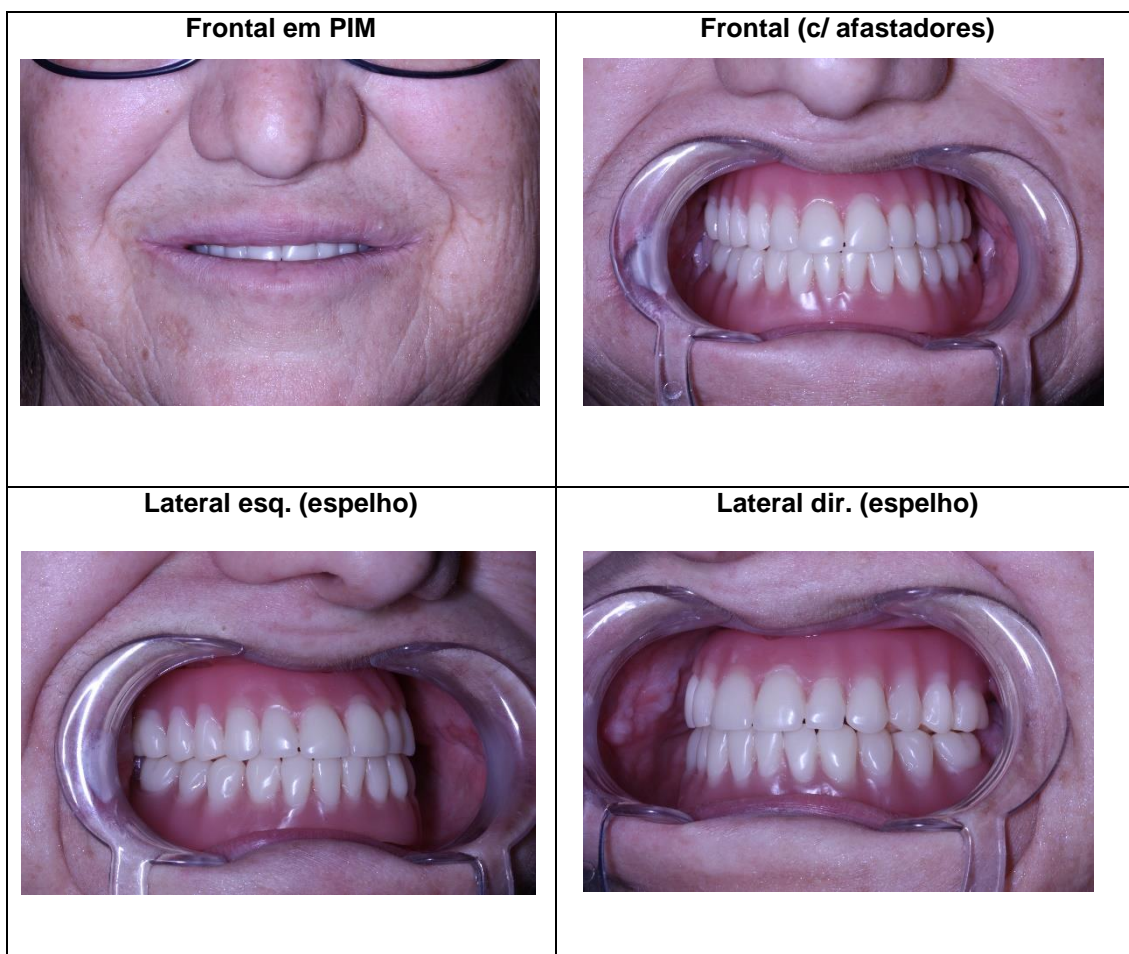 Frontal em PIM
Frontal (c/ afastadores)
Lateral esq. (espelho)
Lateral dir. (espelho)